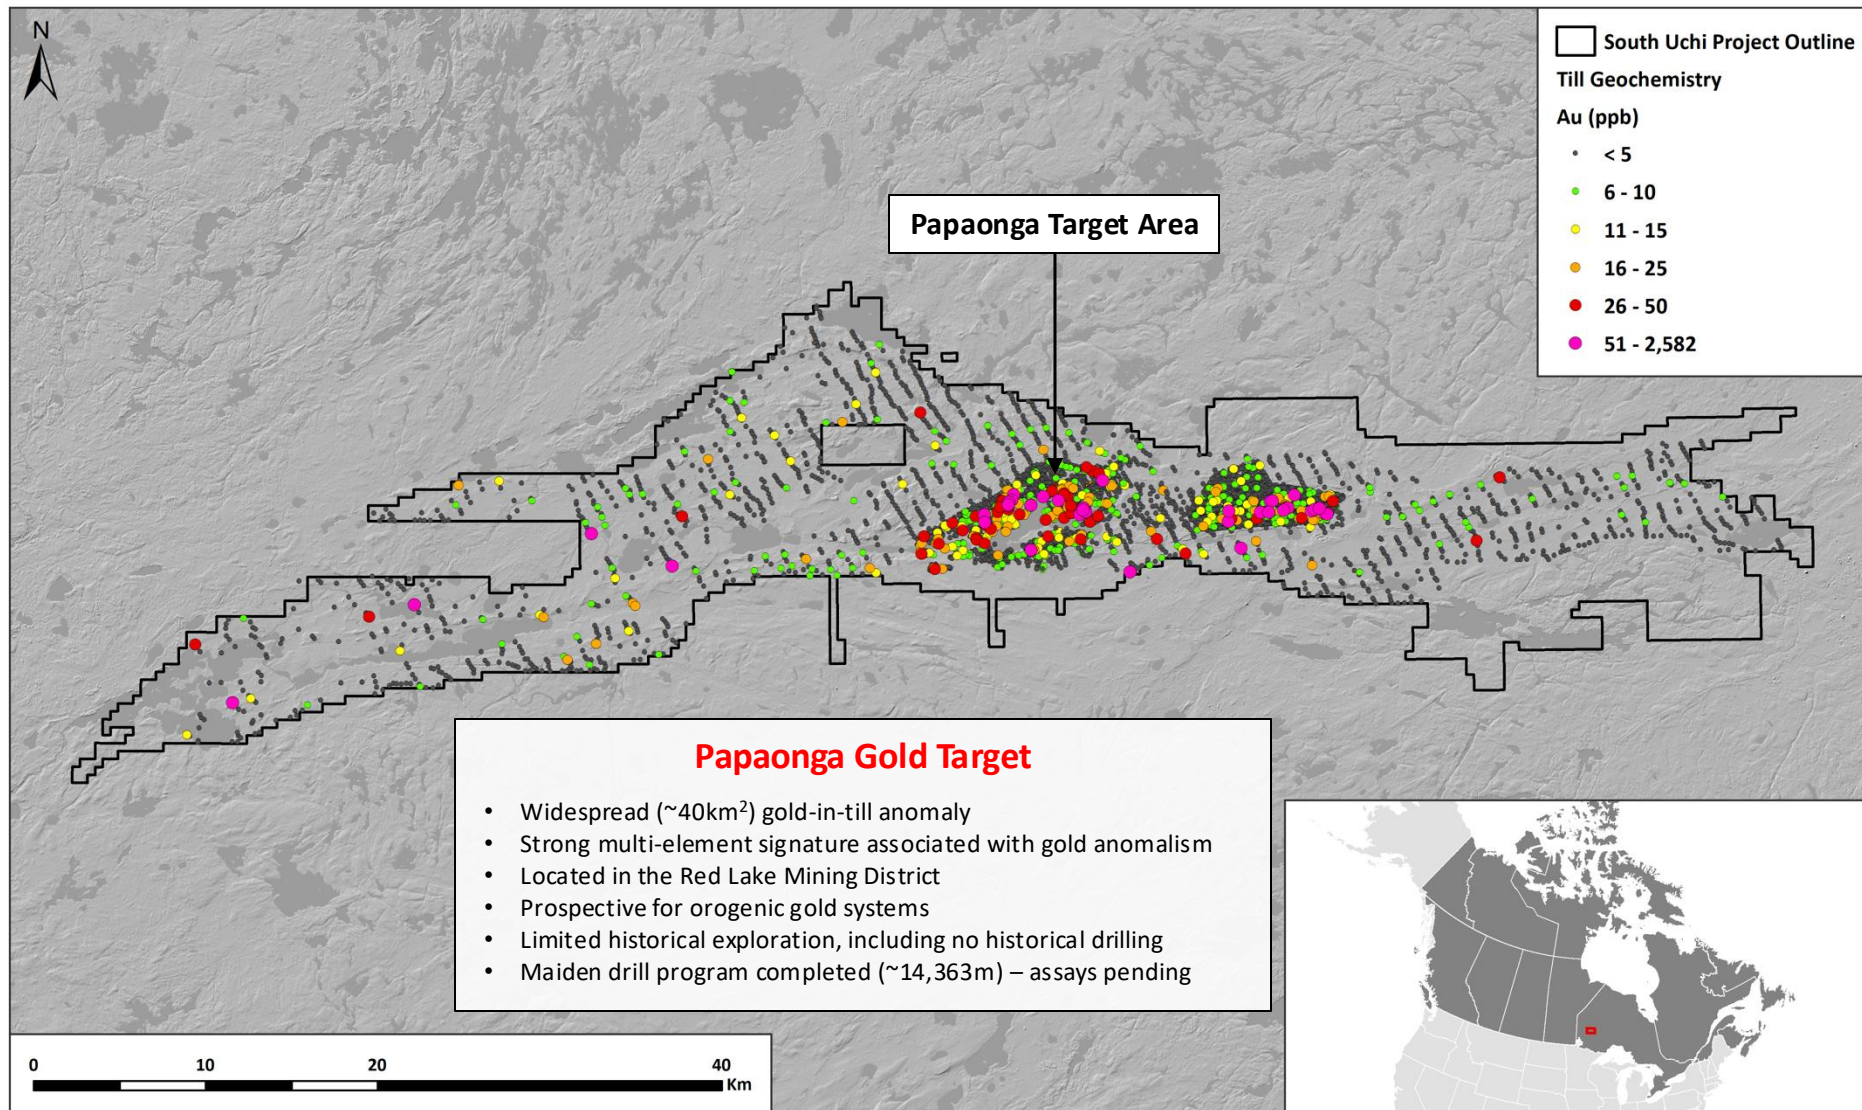 N
South Uchi Project Outline
Till Geochemistry
Au (ppb)
< 5
6 - 10
11 - 15
16 - 25
26 - 50
51 - 2,582
Papaonga Target Area
Papaonga Gold Target
• Widespread (~40km²) gold-in-till anomaly
• Strong multi-element signature associated with gold anomalism
• Located in the Red Lake Mining District
• Prospective for orogenic gold systems
• Limited historical exploration, including no historical drilling
• Maiden drill program completed (~14,363m) – assays pending
0 10 20 40
Km